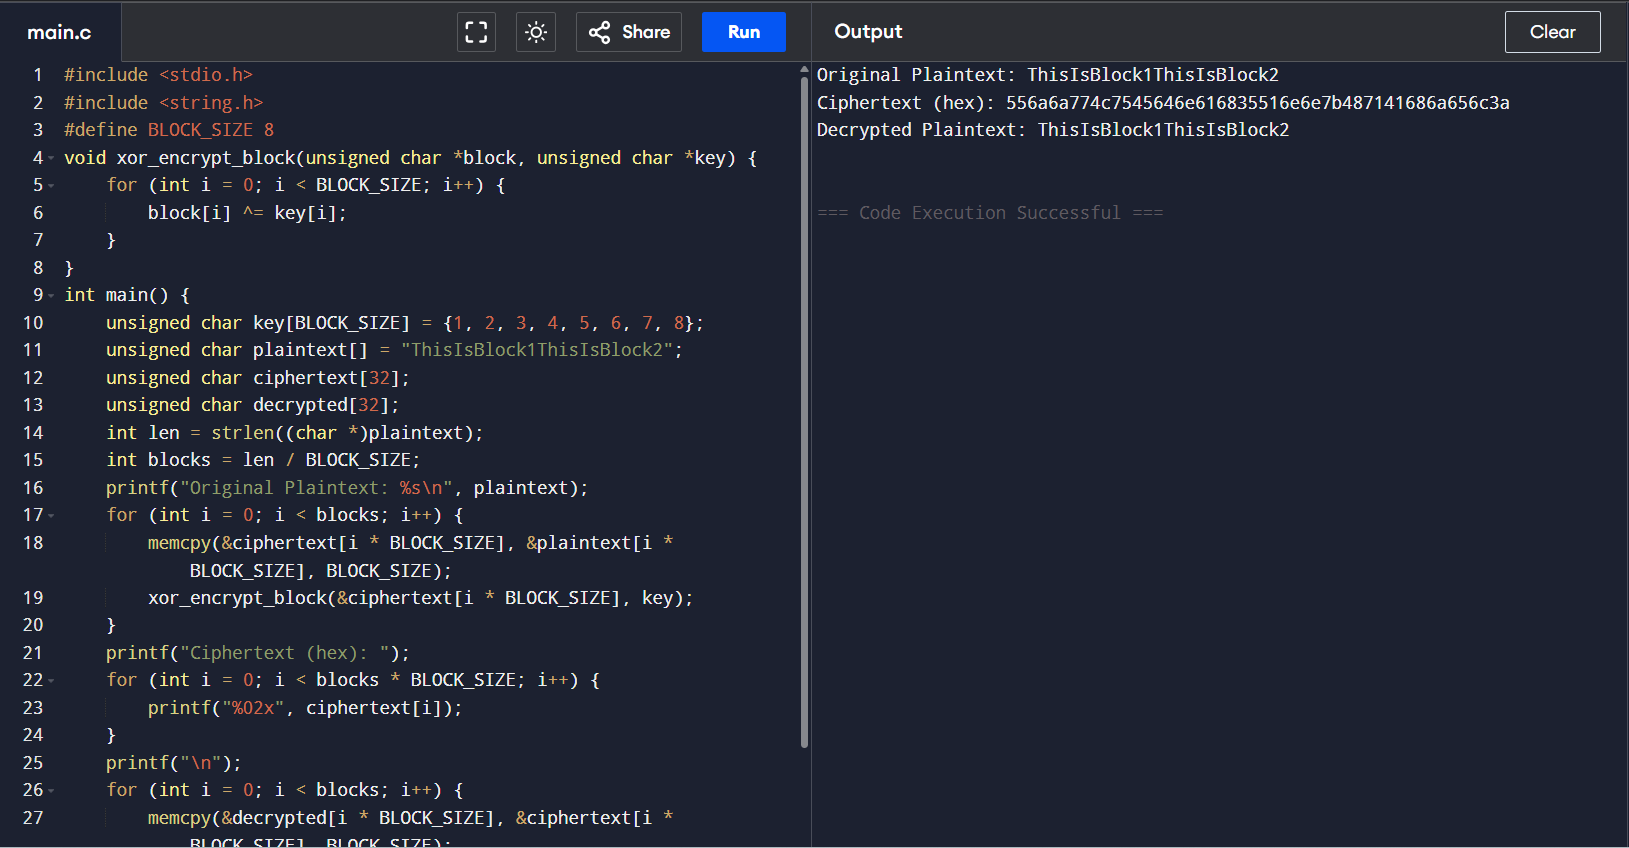 main.c
Share
Run
Output
Clear
1 #include <stdio.h>
2 #include <string.h>
3 #define BLOCK_SIZE 8
4 void xor_encrypt_block(unsigned char *block, unsigned char *key) {
5     for (int i = 0; i < BLOCK_SIZE; i++) {
6         block[i] ^= key[i];
7     }
8 }
9 int main() {
10     unsigned char key[BLOCK_SIZE] = {1, 2, 3, 4, 5, 6, 7, 8};
11     unsigned char plaintext[] = "ThisIsBlock1ThisIsBlock2";
12     unsigned char ciphertext[32];
13     unsigned char decrypted[32];
14     int len = strlen((char *)plaintext);
15     int blocks = len / BLOCK_SIZE;
16     printf("Original Plaintext: %s\n", plaintext);
17     for (int i = 0; i < blocks; i++) {
18         memcpy(&ciphertext[i * BLOCK_SIZE], &plaintext[i *
            BLOCK_SIZE], BLOCK_SIZE);
19         xor_encrypt_block(&ciphertext[i * BLOCK_SIZE], key);
20     }
21     printf("Ciphertext (hex): ");
22     for (int i = 0; i < blocks * BLOCK_SIZE; i++) {
23         printf("%02x", ciphertext[i]);
24     }
25     printf("\n");
26     for (int i = 0; i < blocks; i++) {
27         memcpy(&decrypted[i * BLOCK_SIZE], &ciphertext[i *
            BLOCK_SIZE], BLOCK_SIZE);
Original Plaintext: ThisIsBlock1ThisIsBlock2
Ciphertext (hex): 556a6a774c7545646e616835516e6e7b487141686a656c3a
Decrypted Plaintext: ThisIsBlock1ThisIsBlock2
=== Code Execution Successful ===